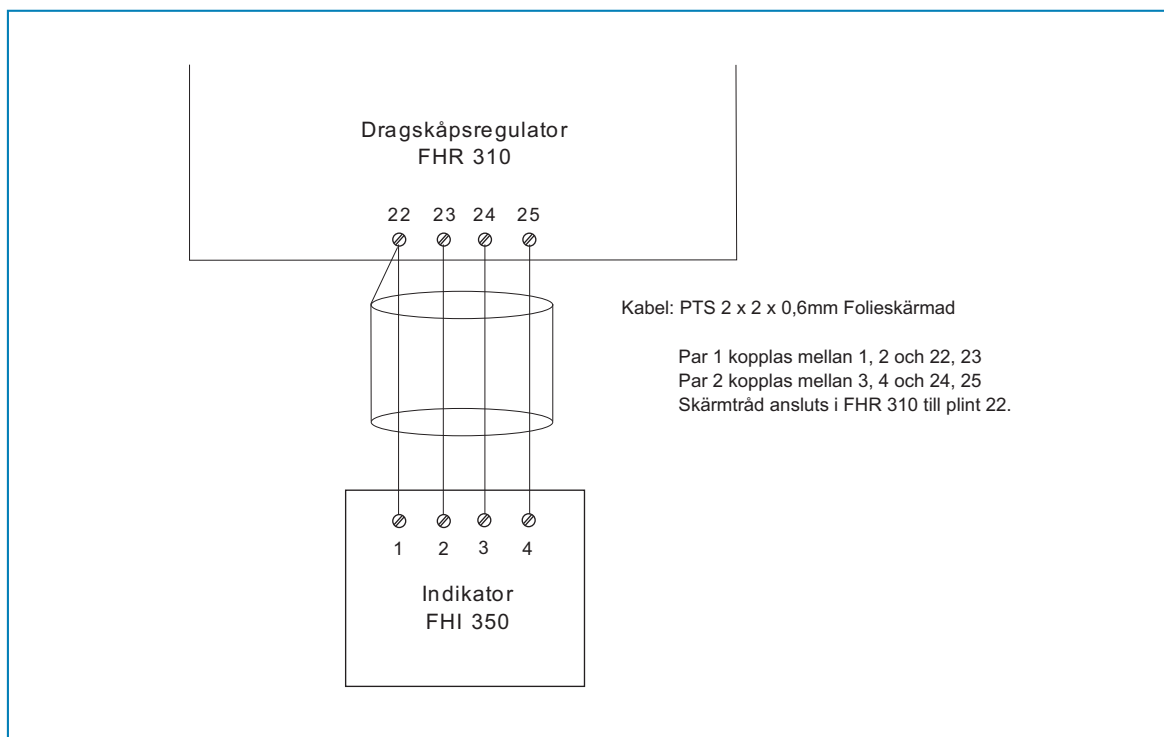 Dragskåpsregulator
FHR 310
22 23 24 25
Kabel: PTS 2 x 2 x 0,6mm Folieskärmad
Par 1 kopplas mellan 1, 2 och 22, 23
Par 2 kopplas mellan 3, 4 och 24, 25
Skärmtråd ansluts i FHR 310 till plint 22.
1 2 3 4
Indikator
FHI 350